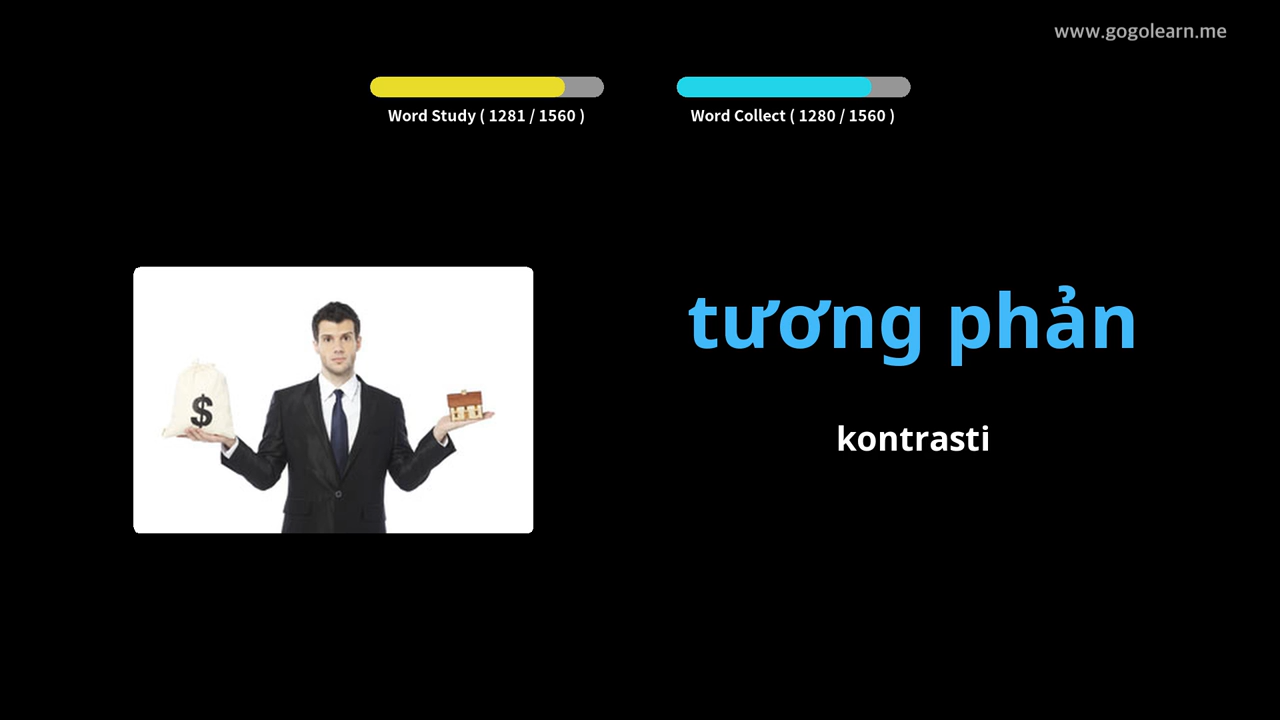 www.gogolearn.me
Word Study ( 1281 / 1560 )
Word Collect ( 1280 / 1560 )
$
tương phản
kontrasti